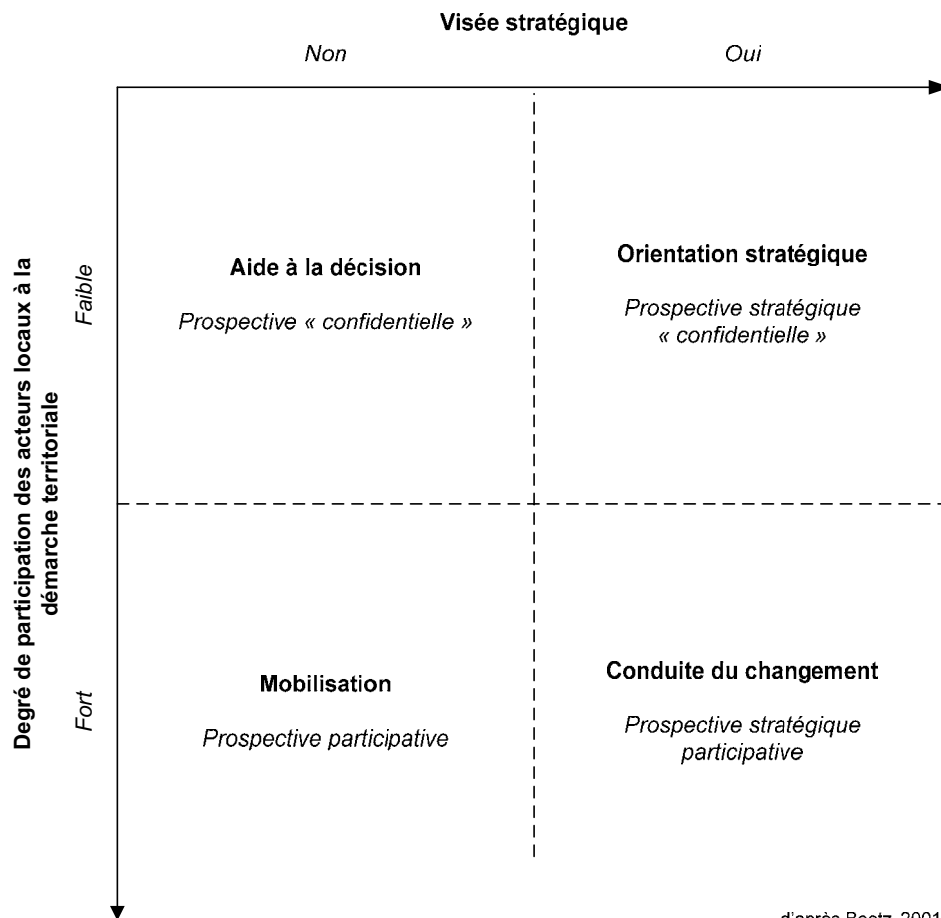 Visée stratégique
Non
Oui
Degré de participation des acteurs locaux à la
démarche territoriale
Faible
Fort
Aide à la décision
Prospective « confidentielle »
Orientation stratégique
Prospective stratégique
« confidentielle »
Mobilisation
Prospective participative
Conduite du changement
Prospective stratégique
participative
d'après Bootz, 2001